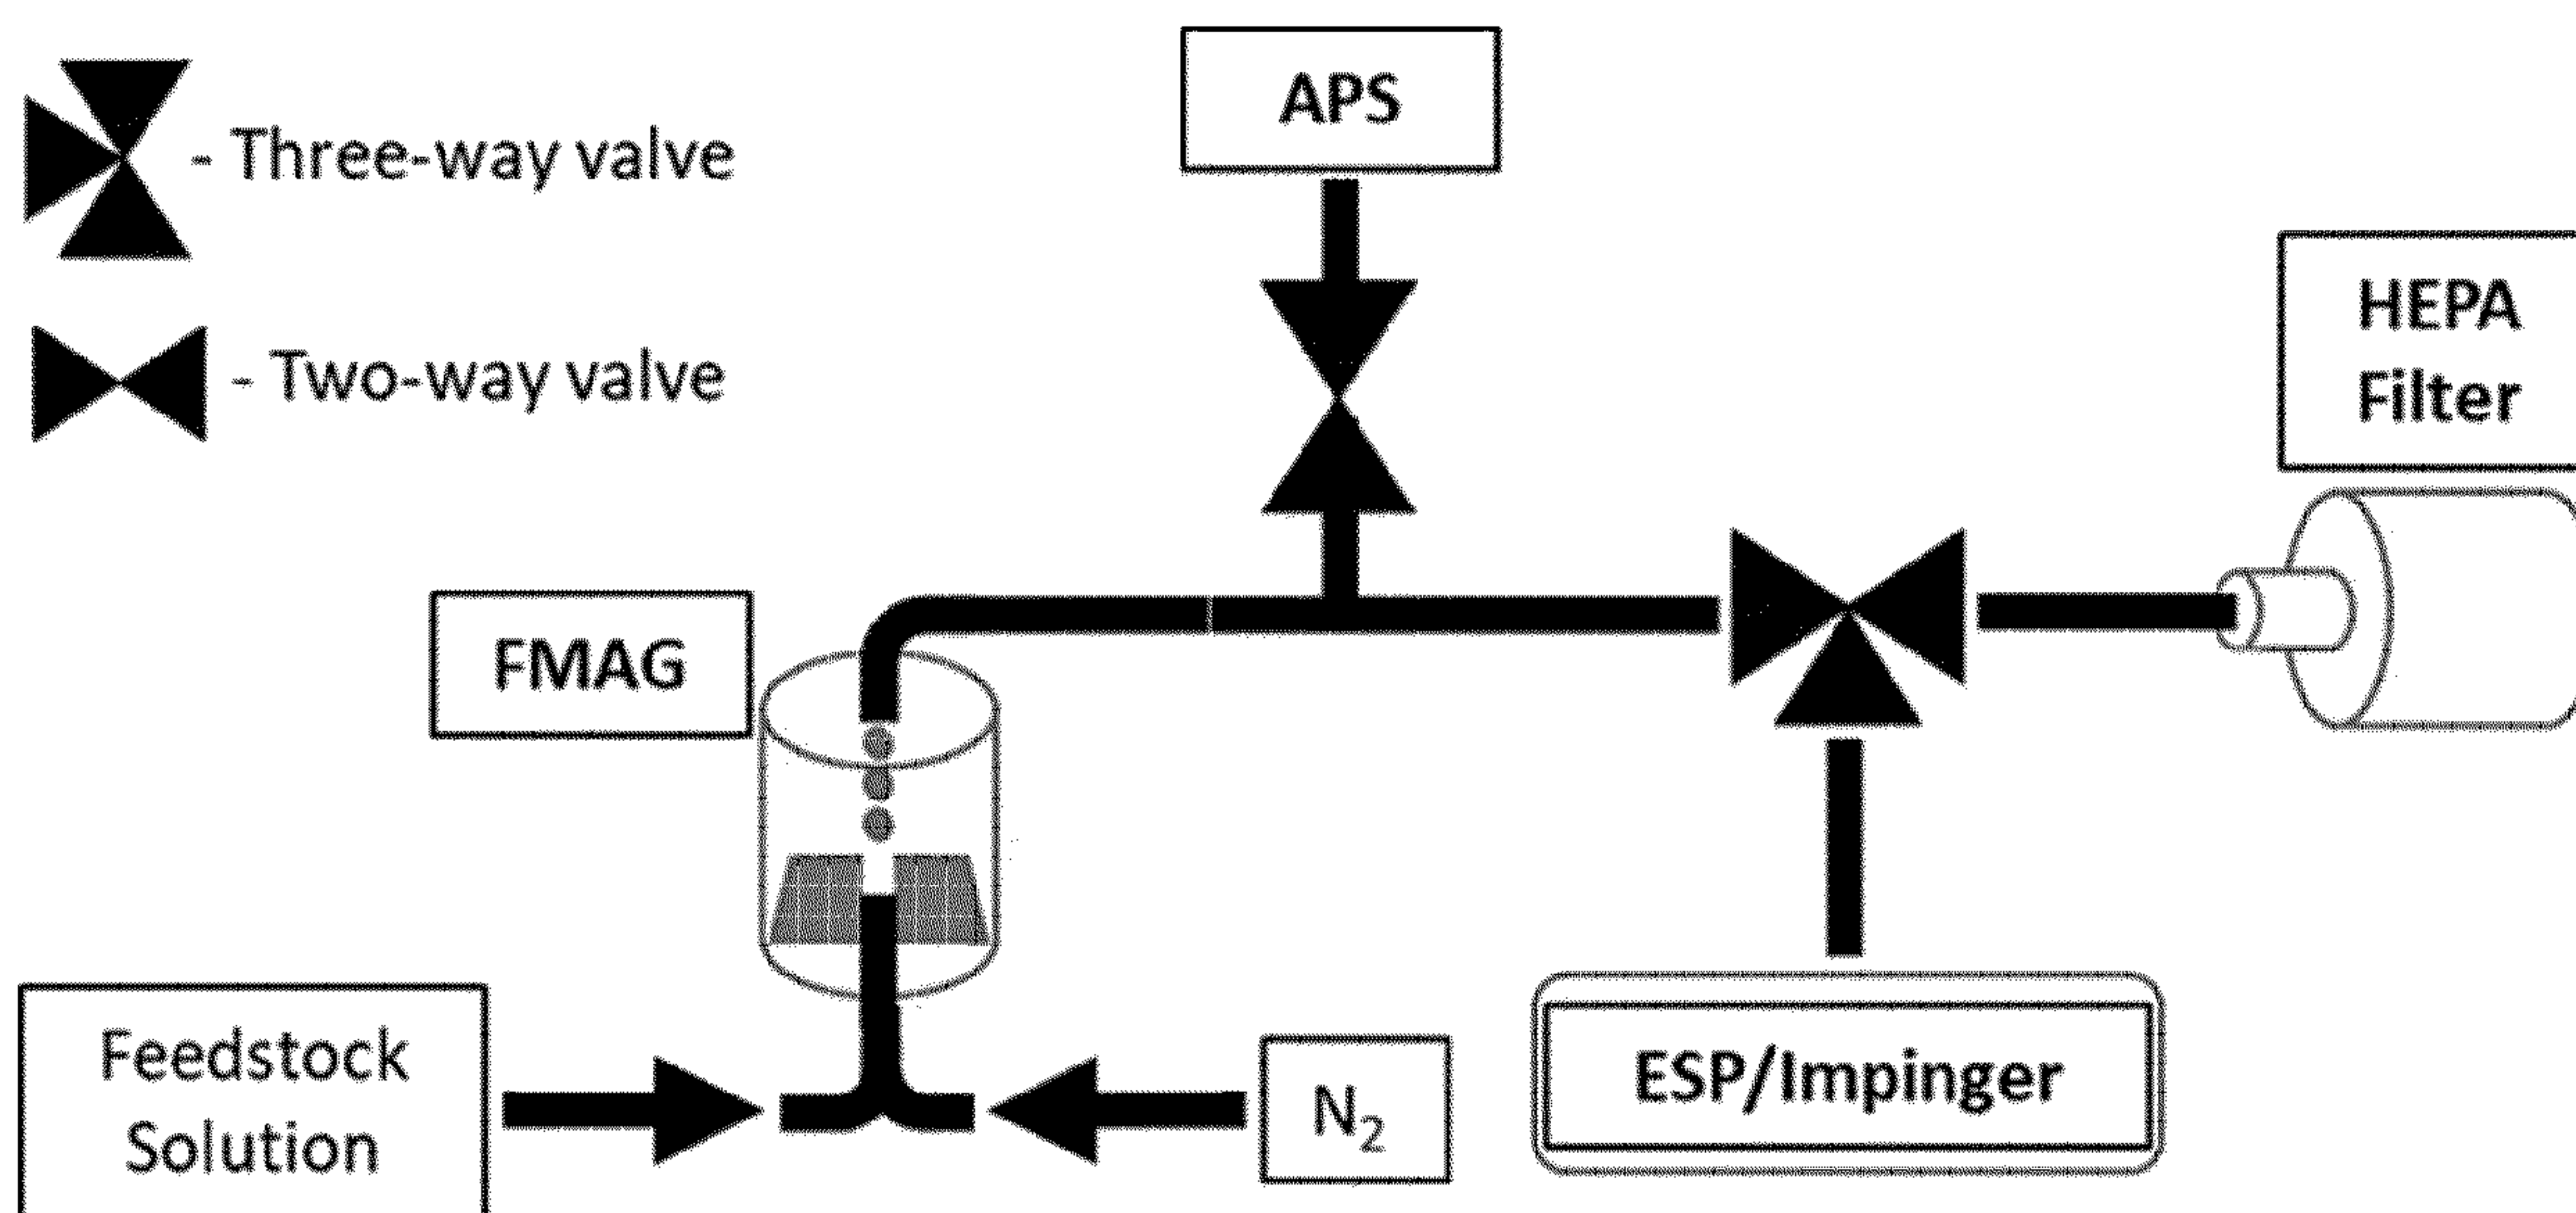 APS
- Three-way valve
HEPA
Filter
- Two-way valve
FMAG
Feedstock
Solution
N₂
ESP/Impinger